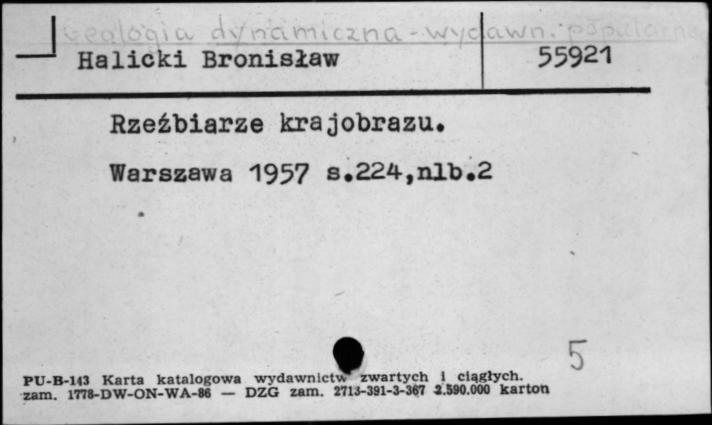 Geologia dynamiczna - wydawn. popularne
Halicki Bronisław 55921
Rzeźbiarze krajobrazu.
Warszawa 1957 s.224,nlb.2
5
PU-B-143 Karta katalogowa wydawnictw zwartych i ciągłych.
zam. 1778-DW-ON-WA-86 — DZG zam. 2713-391-3-367 2.590.000 karton